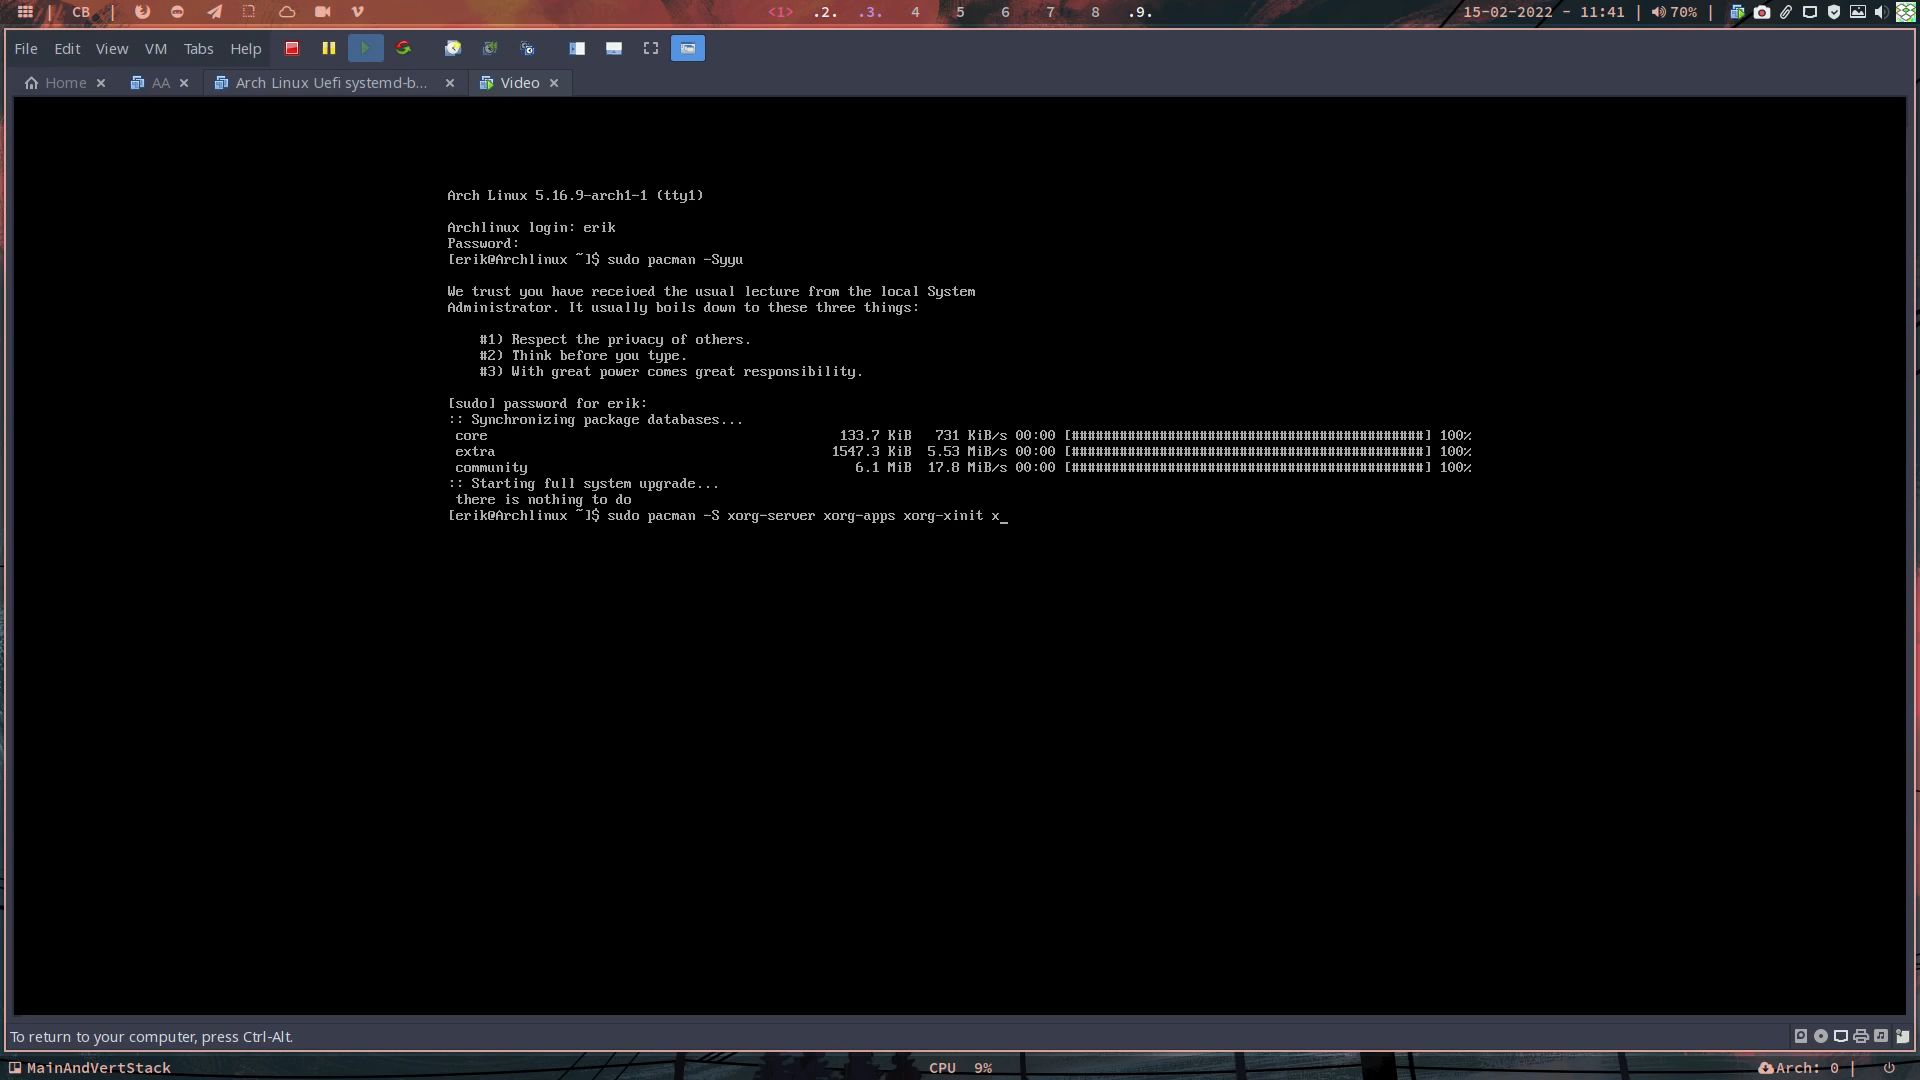 CB
<1> .2. .3. 4 5 6 7 8 .9.
15-02-2022 - 11:41 | 70% |
File Edit View VM Tabs Help
Home AA Arch Linux Uefi systemd-b... Video
Arch Linux 5.16.9-arch1-1 (tty1)
Archlinux login: erik
Password:
[erik@Archlinux ~]$ sudo pacman -Syyu
We trust you have received the usual lecture from the local System
Administrator. It usually boils down to these three things:
#1) Respect the privacy of others.
#2) Think before you type.
#3) With great power comes great responsibility.
[sudo] password for erik:
:: Synchronizing package databases...
core 133.7 KiB 731 KiB/s 00:00 [############################################] 100%
extra 1547.3 KiB 5.53 MiB/s 00:00 [############################################] 100%
community 6.1 MiB 17.8 MiB/s 00:00 [############################################] 100%
:: Starting full system upgrade...
there is nothing to do
[erik@Archlinux ~]$ sudo pacman -S xorg-server xorg-apps xorg-xinit x_
To return to your computer, press Ctrl-Alt.
MainAndVertStack
CPU 9%
Arch: 0 |